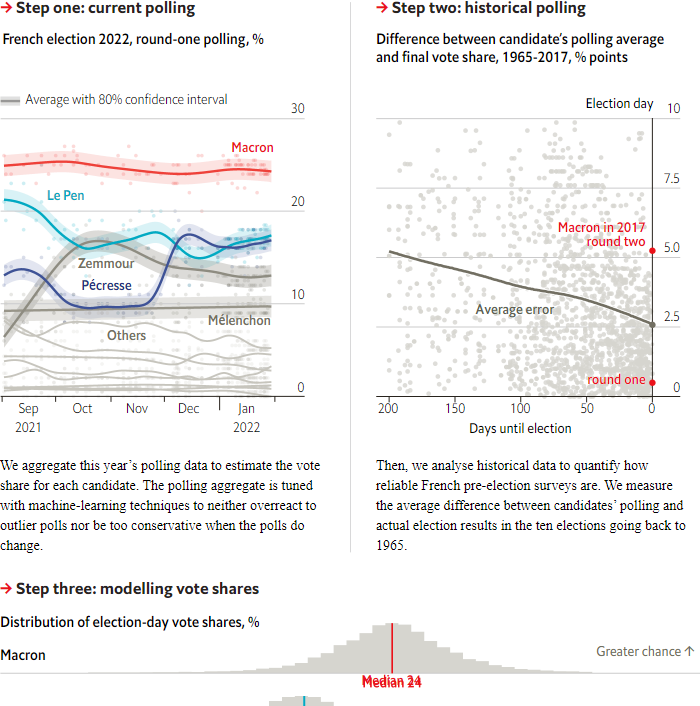 → Step one: current polling
French election 2022, round-one polling, %
Average with 80% confidence interval
30
Macron
Le Pen
20
Zemmour
Pécresse
10
Mélenchon
Others
0
Sep
Oct
Nov
Dec
Jan
2021
2022
We aggregate this year's polling data to estimate the vote
share for each candidate. The polling aggregate is tuned
with machine-learning techniques to neither overreact to
outlier polls nor be too conservative when the polls do
change.
→ Step two: historical polling
Difference between candidate's polling average
and final vote share, 1965-2017, % points
Election day
10
7.5
Macron in 2017
round two
5.0
Average error
2.5
round one
0
200
150
100
50
0
Days until election
Then, we analyse historical data to quantify how
reliable French pre-election surveys are. We measure
the average difference between candidates' polling and
actual election results in the ten elections going back to
1965.
→ Step three: modelling vote shares
Distribution of election-day vote shares, %
Macron
Greater chance ↑
Median 24